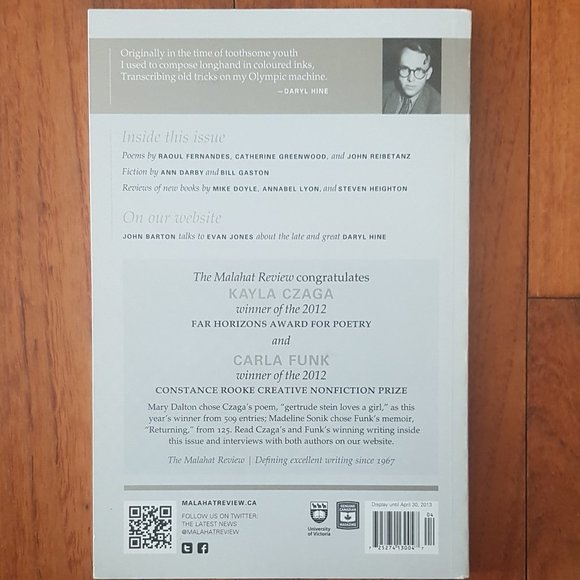 Originally in the time of toothsome youth
I used to compose longhand in coloured inks,
Transcribing old tricks on my Olympic machine.
—DARYL HINE
Inside this issue
Poems by RAOUL FERNANDES, CATHERINE GREENWOOD, and JOHN REIBETANZ
Fiction by ANN DARBY and BILL GASTON
Reviews of new books by MIKE DOYLE, ANNABEL LYON, and STEVEN HEIGHTON
On our website
JOHN BARTON talks to EVAN JONES about the late and great DARYL HINE
The Malahat Review congratulates
KAYLA CZAGA
winner of the 2012
FAR HORIZONS AWARD FOR POETRY
and
CARLA FUNK
winner of the 2012
CONSTANCE ROOKE CREATIVE NONFICTION PRIZE
Mary Dalton chose Czaga's poem, "gertrude stein loves a girl," as this
year's winner from 509 entries; Madeline Sonik chose Funk's memoir,
"Returning," from 125. Read Czaga's and Funk's winning writing inside
this issue and interviews with both authors on our website.
The Malahat Review | Defining excellent writing since 1967
MALAHATREVIEW.CA
FOLLOW US ON TWITTER:
THE LATEST NEWS
@MALAHATREVIEW
University
of Victoria
GENUINE
CANADIAN
MAGAZINE
Display until April 30, 2013
04
7 25274 13004 7